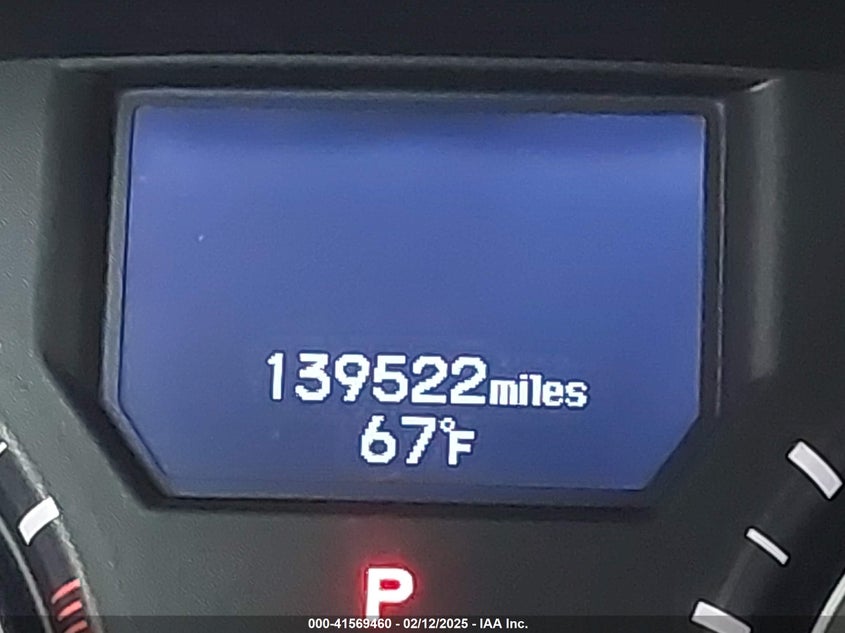 139522miles
67°F
P
000-41569460 - 02/12/2025 - IAA Inc.